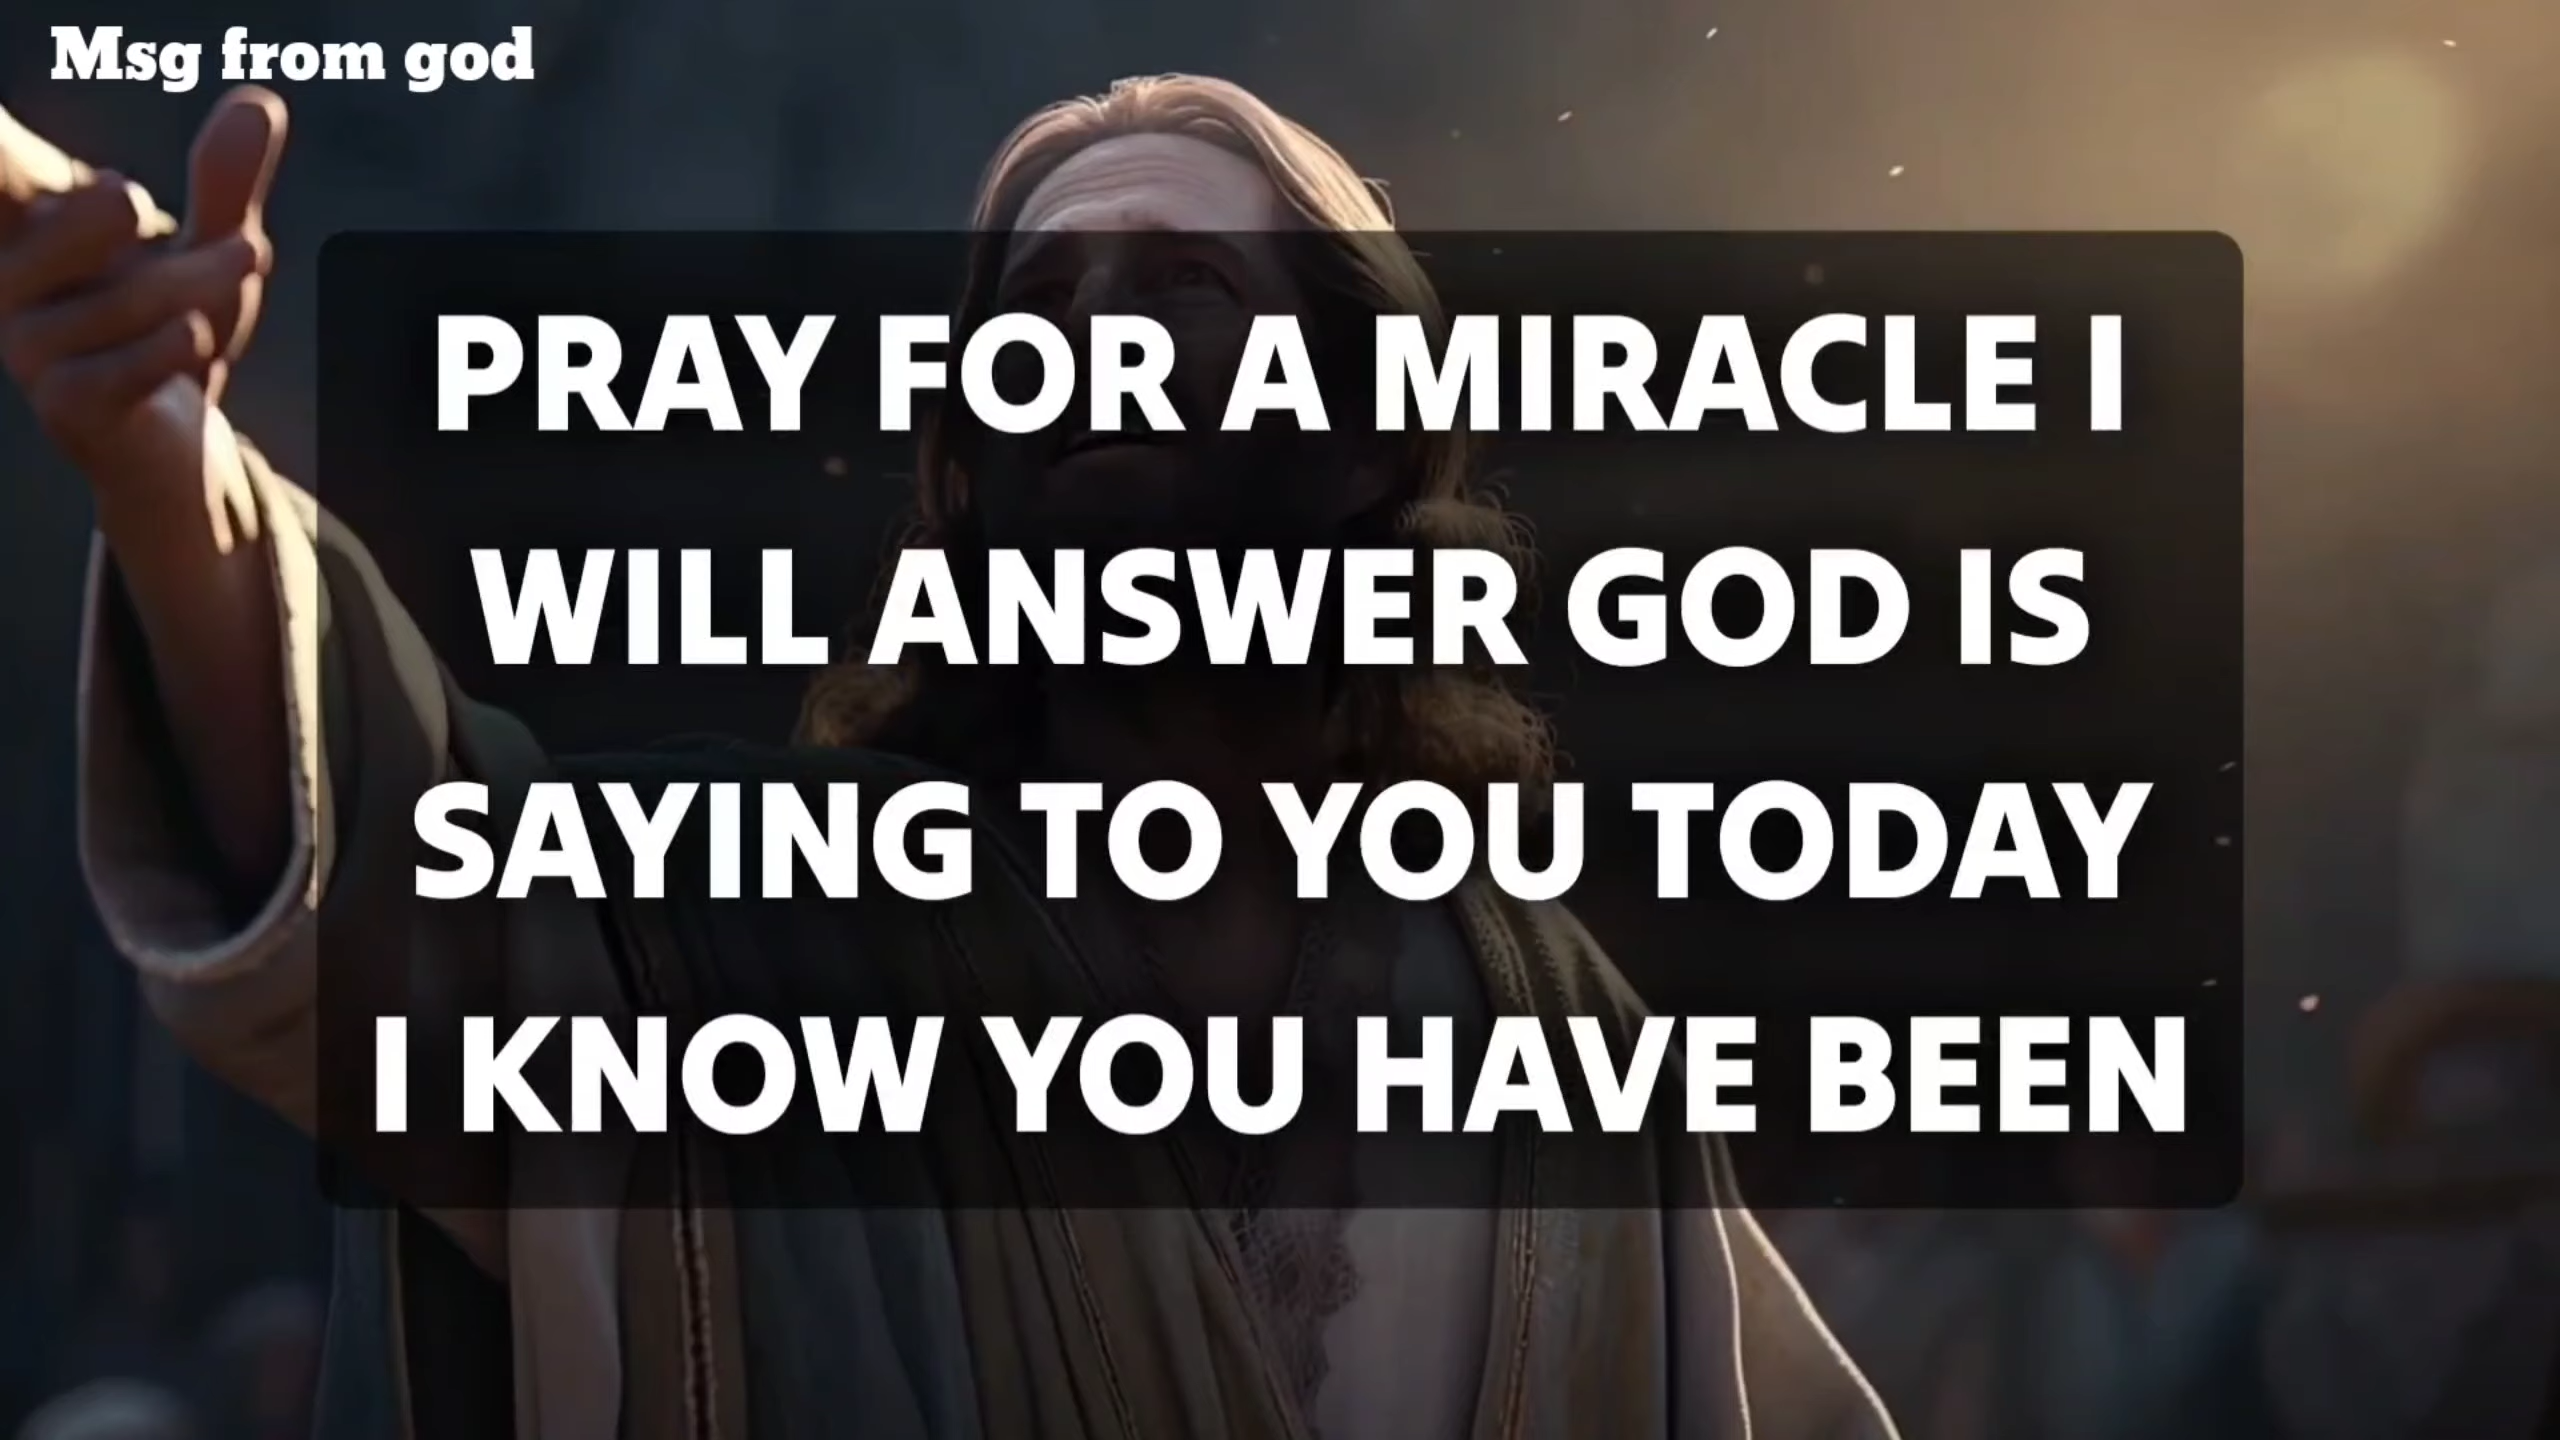 Msg from god
PRAY FOR A MIRACLE I
WILL ANSWER GOD IS
SAYING TO YOU TODAY
I KNOW YOU HAVE BEEN